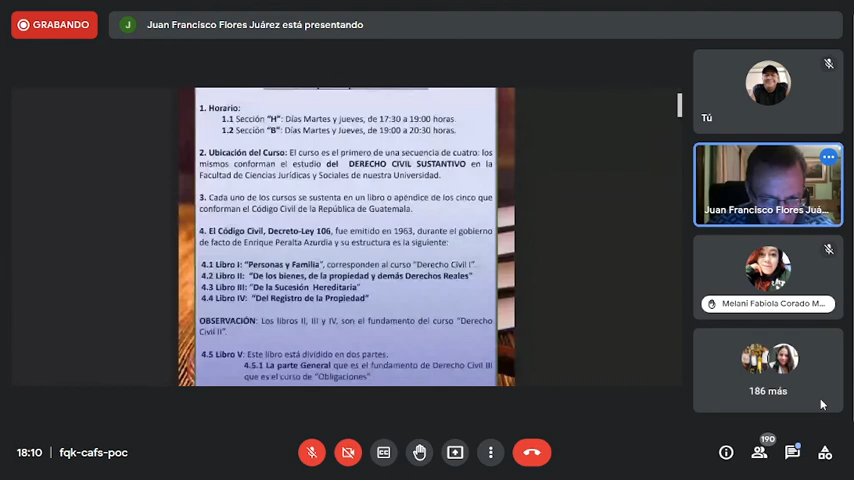 GRABANDO
J Juan Francisco Flores Juárez está presentando
1. Horario:
1.1 Sección "H": Días Martes y Jueves, de 17:30 a 19:00 horas.
1.2 Sección "B": Días Martes y Jueves, de 19:00 a 20:30 horas.
2. Ubicación del Curso: El curso es el primero de una secuencia de cuatro: los
mismos conforman el estudio del DERECHO CIVIL SUSTANTIVO en la
Facultad de Ciencias Jurídicas y Sociales de nuestra Universidad.
3. Cada uno de los cursos se sustenta en un libro o apéndice de los cinco que
conforman el Código Civil de la República de Guatemala.
4. El Código Civil, Decreto-Ley 106, fue emitido en 1963, durante el gobierno
de facto de Enrique Peralta Azurdia y su estructura es la siguiente:
4.1 Libro I: "Personas y Familia", corresponden al curso "Derecho Civil I".
4.2 Libro II: "De los bienes, de la propiedad y demás Derechos Reales"
4.3 Libro III: "De la Sucesión Hereditaria"
4.4 Libro IV: "Del Registro de la Propiedad"
OBSERVACIÓN: Los libros II, III y IV, son el fundamento del curso "Derecho
Civil II".
4.5 Libro V: Este libro está dividido en dos partes.
4.5.1 La parte General que es el fundamento de Derecho Civil III
que es el curso de "Obligaciones"
Tú
Juan Francisco Flores Juá...
Melani Fabiola Corado M...
186 más
18:10 fqk-cafs-poc
190